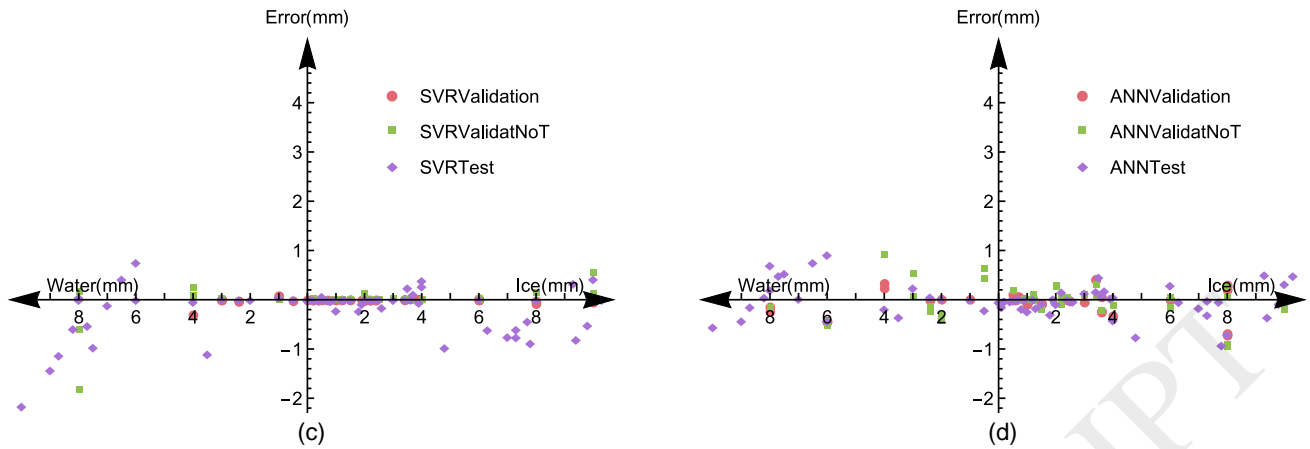 Error(mm)
4
3
2
1
−1
−2
SVRValidation
SVRValidatNoT
SVRTest
Water(mm)
Ice(mm)
8
6
4
2
2
4
6
8
(c)
Error(mm)
4
3
2
1
−1
−2
ANNValidation
ANNValidatNoT
ANNTest
Water(mm)
Ice(mm)
8
6
4
2
2
4
6
8
(d)
IPT